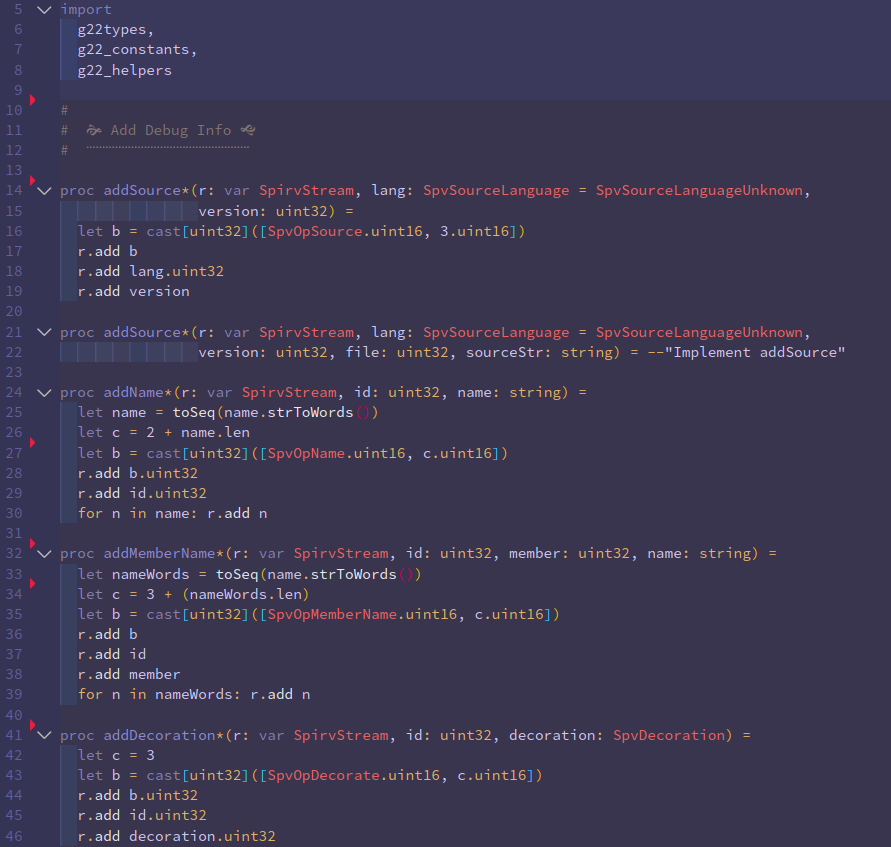 5 import
6   g22types,
7   g22_constants,
8   g22_helpers
9
10 #
11 #  Add Debug Info
12 #
13
14 proc addSource*(r: var SpirvStream, lang: SpvSourceLanguage = SpvSourceLanguageUnknown,
15                 version: uint32) =
16   let b = cast[uint32]([SpvOpSource.uint16, 3.uint16])
17   r.add b
18   r.add lang.uint32
19   r.add version
20
21 proc addSource*(r: var SpirvStream, lang: SpvSourceLanguage = SpvSourceLanguageUnknown,
22                 version: uint32, file: uint32, sourceStr: string) = --"Implement addSource"
23
24 proc addName*(r: var SpirvStream, id: uint32, name: string) =
25   let name = toSeq(name.strToWords())
26   let c = 2 + name.len
27   let b = cast[uint32]([SpvOpName.uint16, c.uint16])
28   r.add b.uint32
29   r.add id.uint32
30   for n in name: r.add n
31
32 proc addMemberName*(r: var SpirvStream, id: uint32, member: uint32, name: string) =
33   let nameWords = toSeq(name.strToWords())
34   let c = 3 + (nameWords.len)
35   let b = cast[uint32]([SpvOpMemberName.uint16, c.uint16])
36   r.add b
37   r.add id
38   r.add member
39   for n in nameWords: r.add n
40
41 proc addDecoration*(r: var SpirvStream, id: uint32, decoration: SpvDecoration) =
42   let c = 3
43   let b = cast[uint32]([SpvOpDecorate.uint16, c.uint16])
44   r.add b.uint32
45   r.add id.uint32
46   r.add decoration.uint32